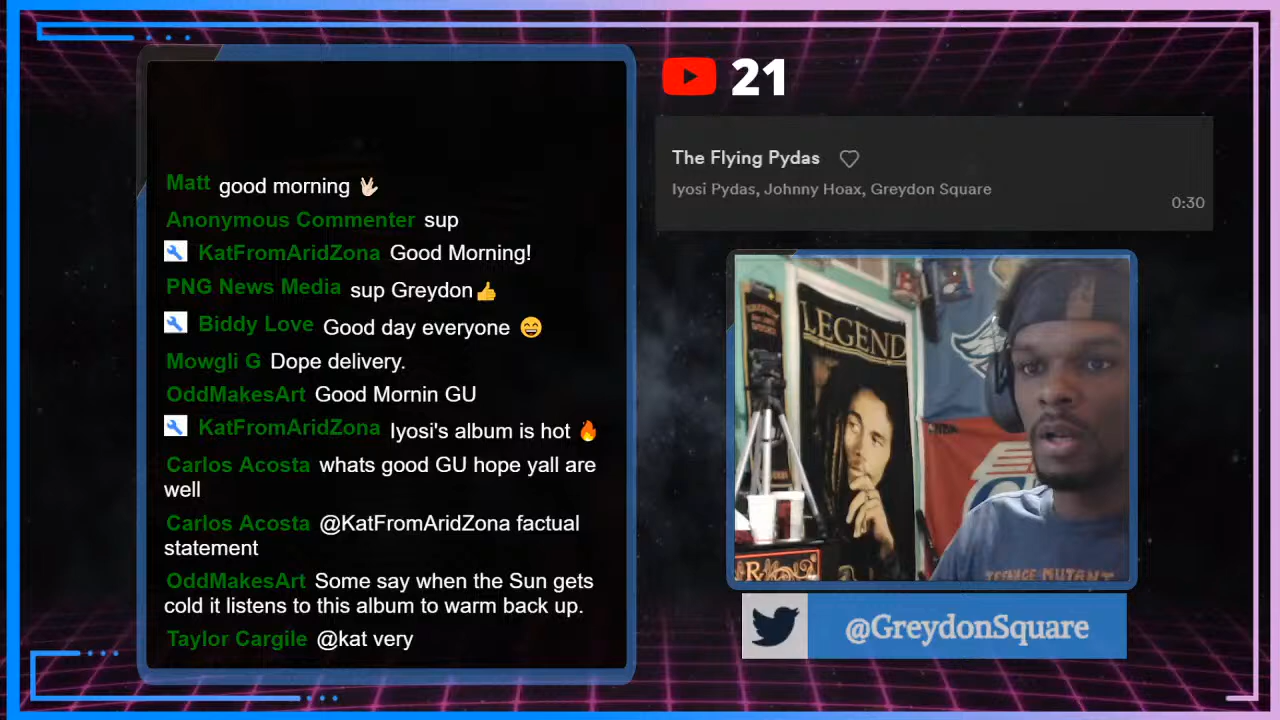 21
The Flying Pydas
Iyosi Pydas, Johnny Hoax, Greydon Square
0:30
Matt good morning 🖖🏻
Anonymous Commenter sup
KatFromAridZona Good Morning!
PNG News Media sup Greydon👍
Biddy Love Good day everyone 😁
Mowgli G Dope delivery.
OddMakesArt Good Mornin GU
KatFromAridZona Iyosi's album is hot 🔥
Carlos Acosta whats good GU hope yall are
well
Carlos Acosta @KatFromAridZona factual
statement
OddMakesArt Some say when the Sun gets
cold it listens to this album to warm back up.
Taylor Cargile @kat very
LEGEND
TEENAGE MUTANT
@GreydonSquare